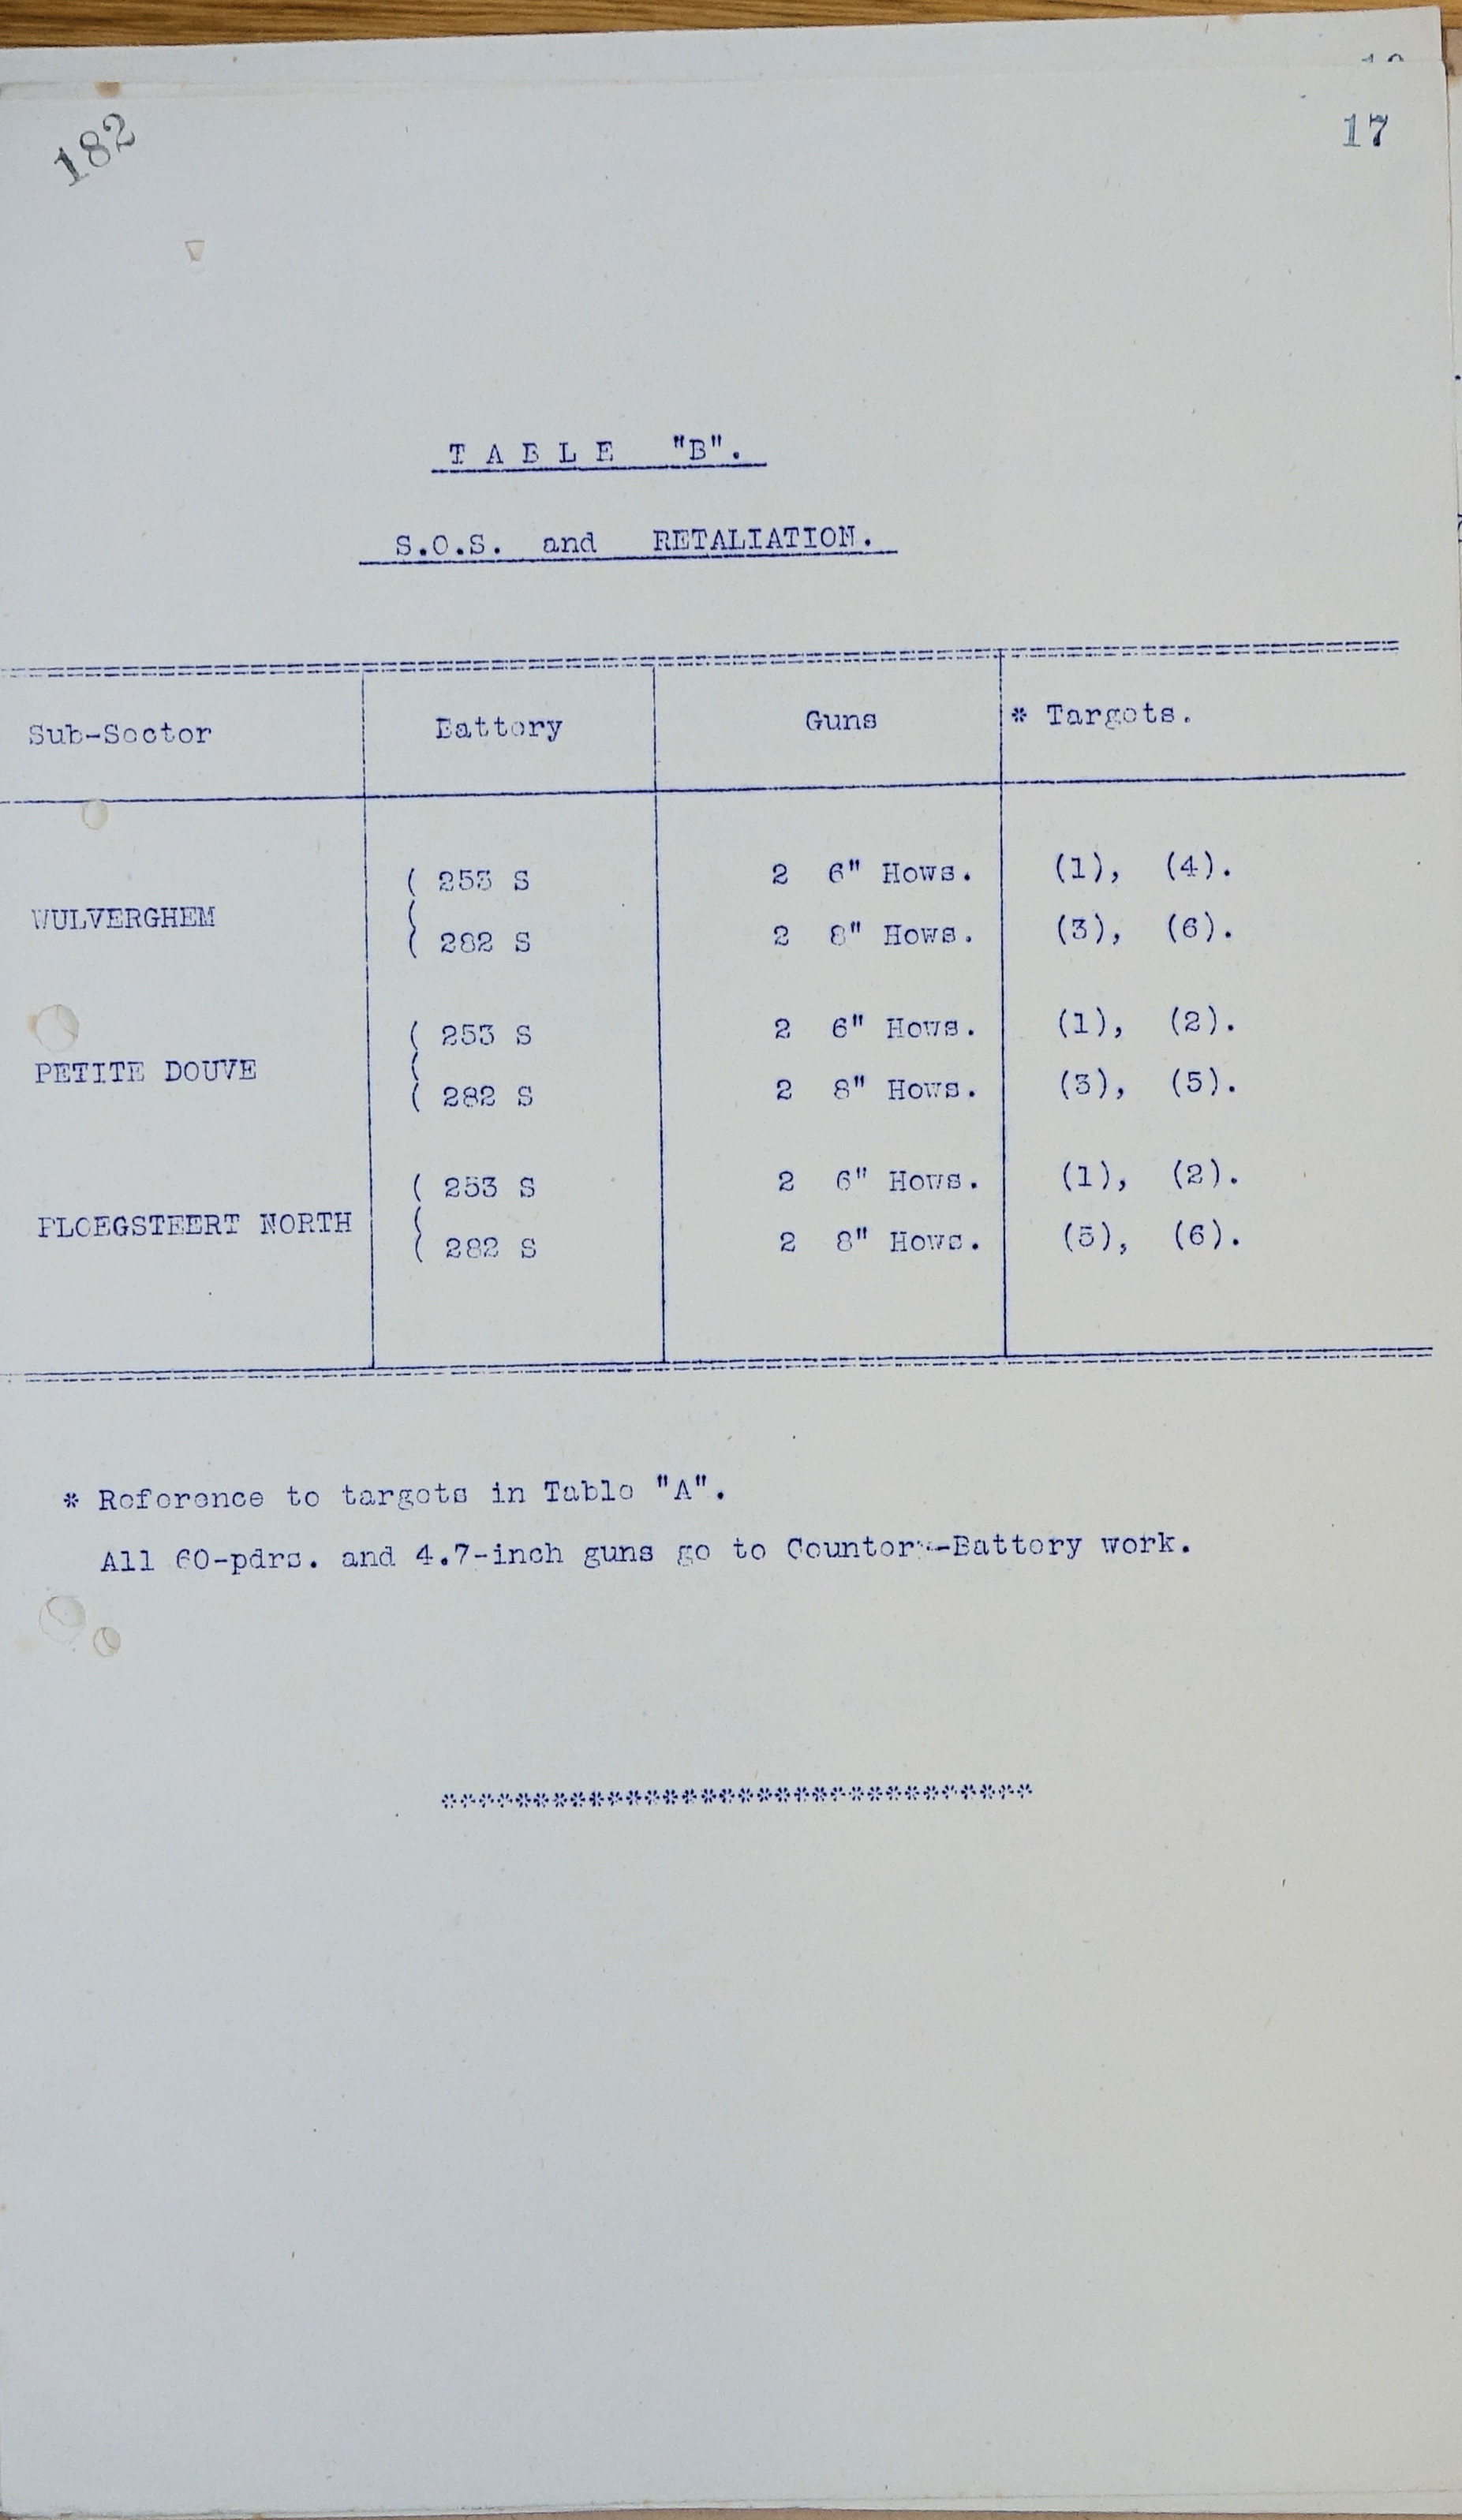 182
17
TABLE "B".
S.O.S. and RETALIATION.
Sub-Sector Battery Guns * Targets.
( 253 S 2 6" Hows. (1), (4).
WULVERGHEM (
( 282 S 2 8" Hows. (3), (6).
( 253 S 2 6" Hows. (1), (2).
PETITE DOUVE (
( 282 S 2 8" Hows. (3), (5).
( 253 S 2 6" Hows. (1), (2).
PLOEGSTEERT NORTH (
( 282 S 2 8" Hows. (5), (6).
* Reference to targets in Table "A".
All 60-pdrs. and 4.7-inch guns go to Counter-Battery work.
********************************